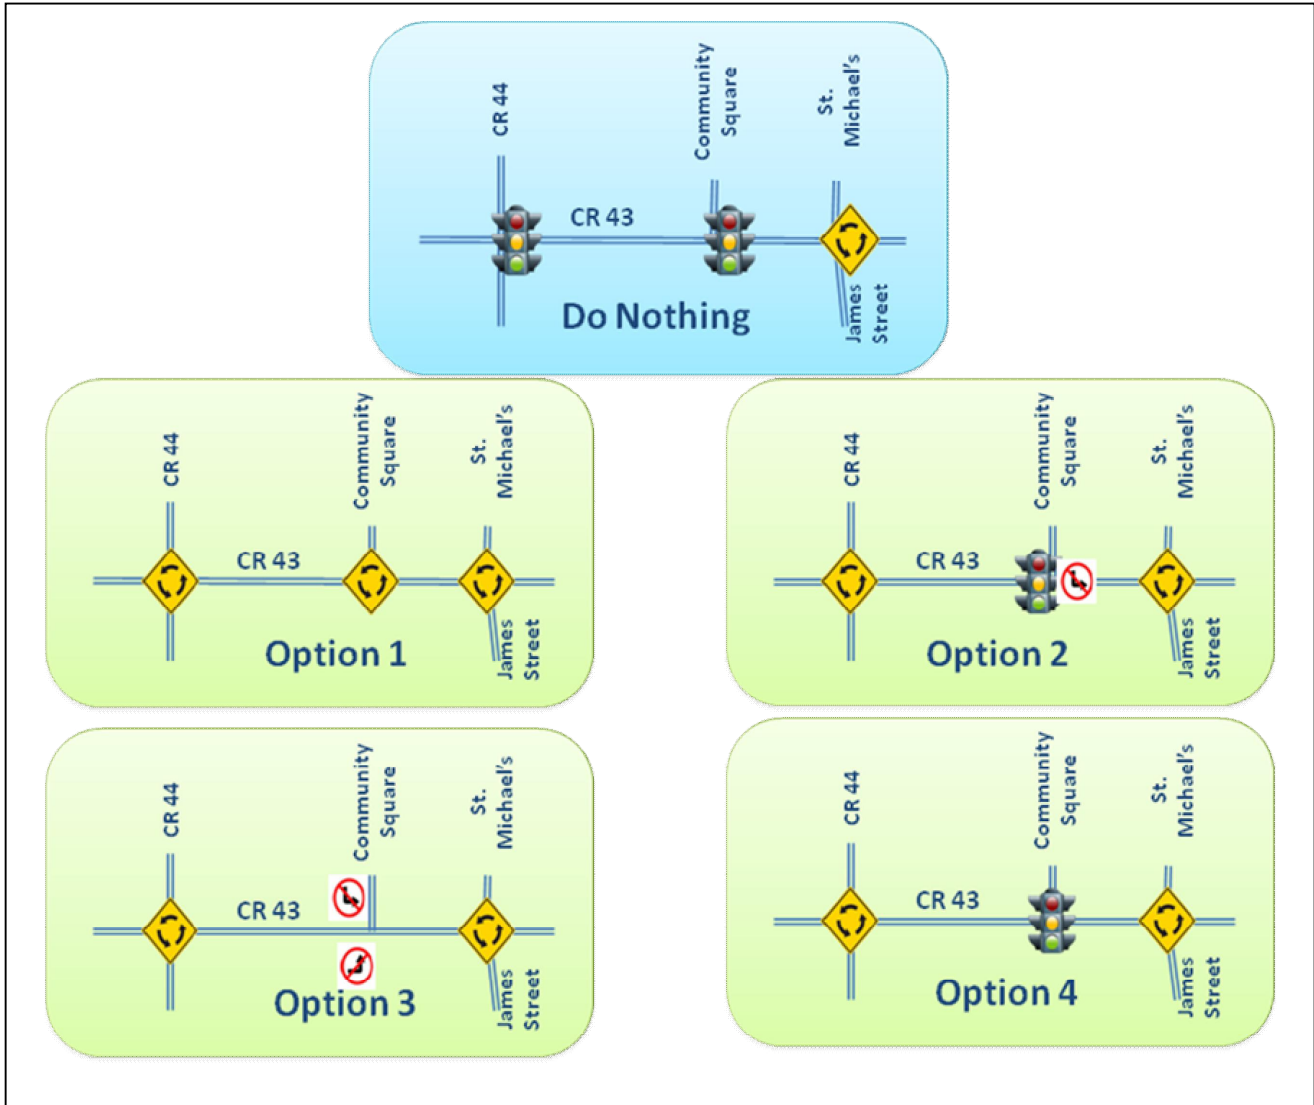 CR 44
Community
Square
St.
Michael's
CR 43
James
Street
Do Nothing
CR 44
Community
Square
St.
Michael's
CR 43
James
Street
Option 1
CR 44
Community
Square
St.
Michael's
CR 43
James
Street
Option 2
CR 44
Community
Square
St.
Michael's
CR 43
James
Street
Option 3
CR 44
Community
Square
St.
Michael's
CR 43
James
Street
Option 4